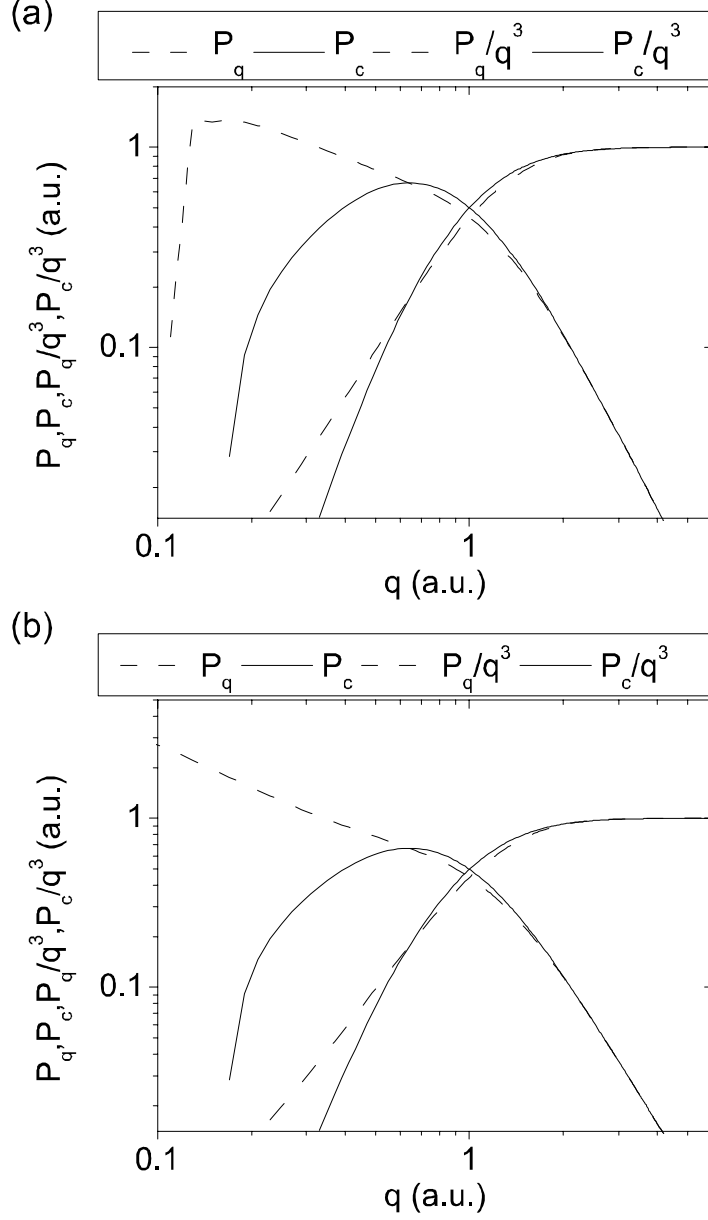 (a)
P_q P_c P_q/q^3 P_c/q^3
P_q,P_c,P_q/q^3,P_c/q^3 (a.u.)
1
0.1
0.1 1
q (a.u.)
(b)
P_q P_c P_q/q^3 P_c/q^3
P_q,P_c,P_q/q^3,P_c/q^3 (a.u.)
1
0.1
0.1 1
q (a.u.)